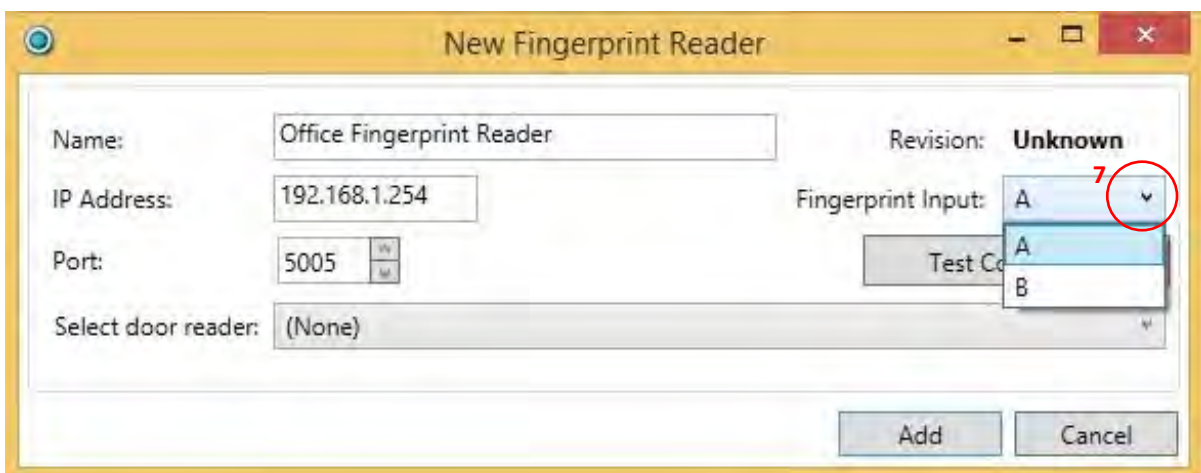 New Fingerprint Reader
Name: Office Fingerprint Reader Revision: Unknown
7
IP Address: 192.168.1.254 Fingerprint Input: A
A
Port: 5005 Test
B
Select door reader: (None)
Add Cancel